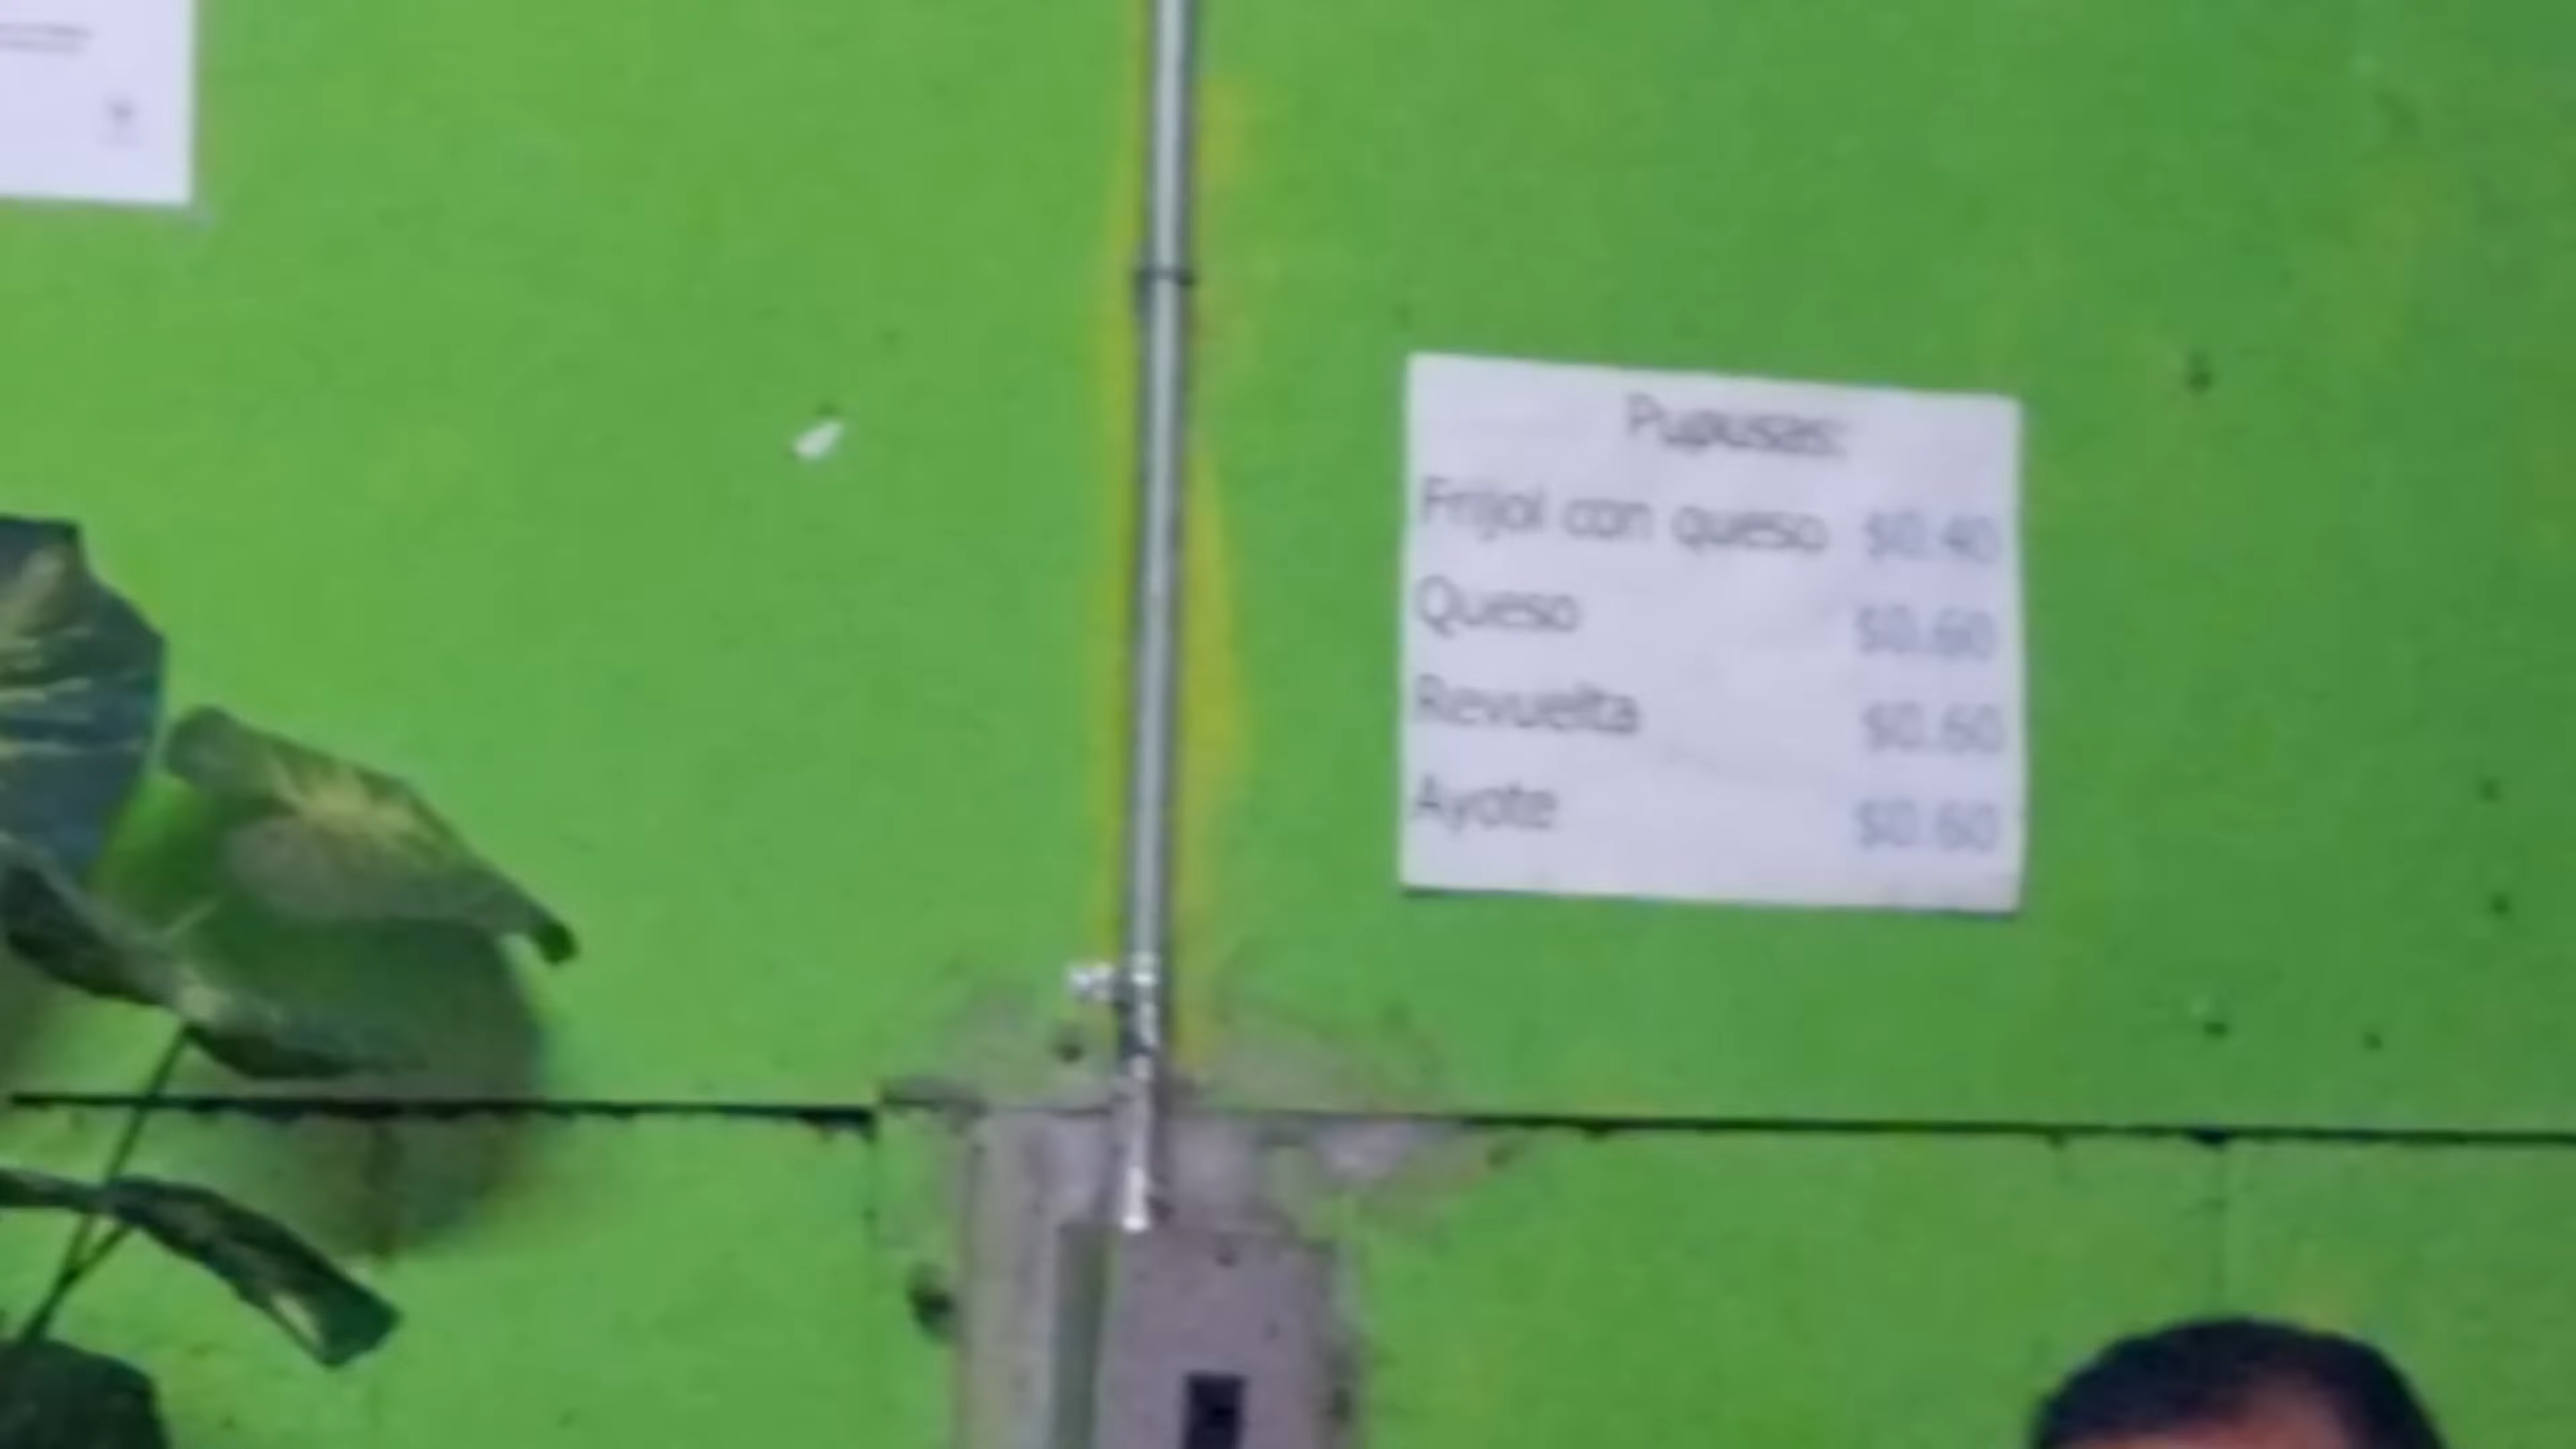 Pupusas:
Frijol con queso $0.40
Queso $0.60
Revuelta $0.60
Ayote $0.60